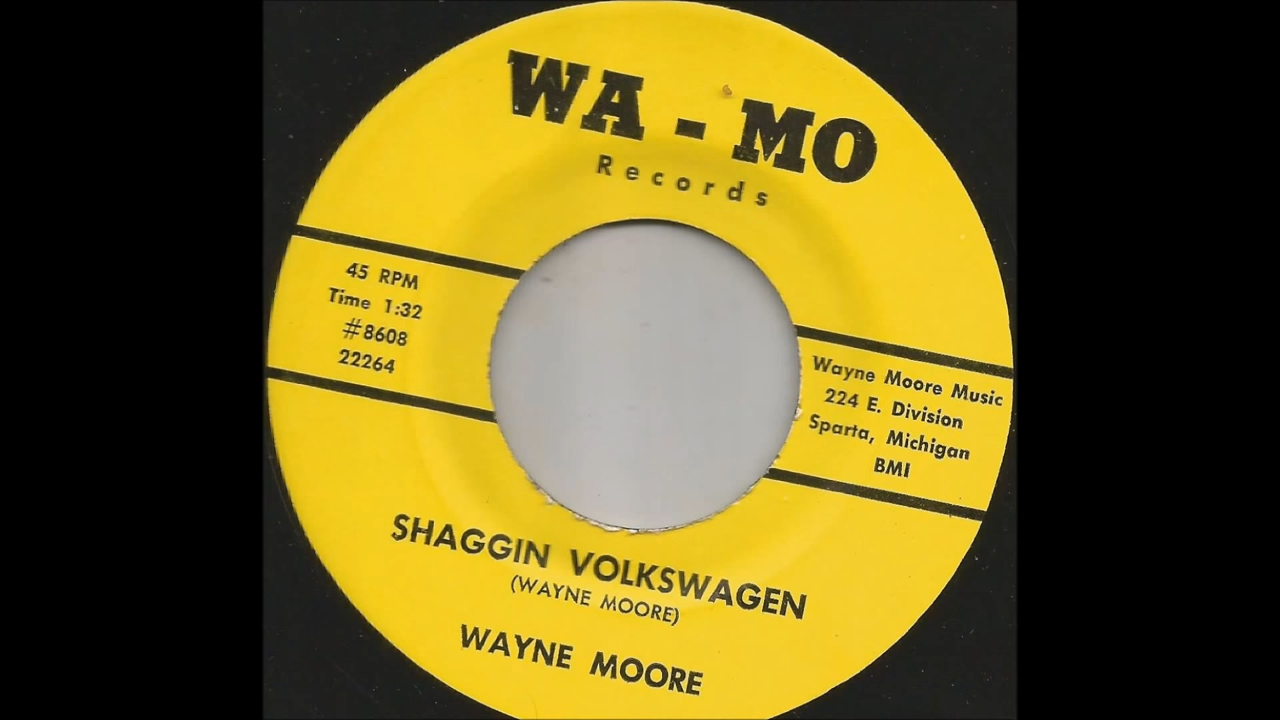 WA - MO
Records
45 RPM
Time 1:32
#8608
22264
Wayne Moore Music
224 E. Division
Sparta, Michigan
BMI
SHAGGIN VOLKSWAGEN
(WAYNE MOORE)
WAYNE MOORE